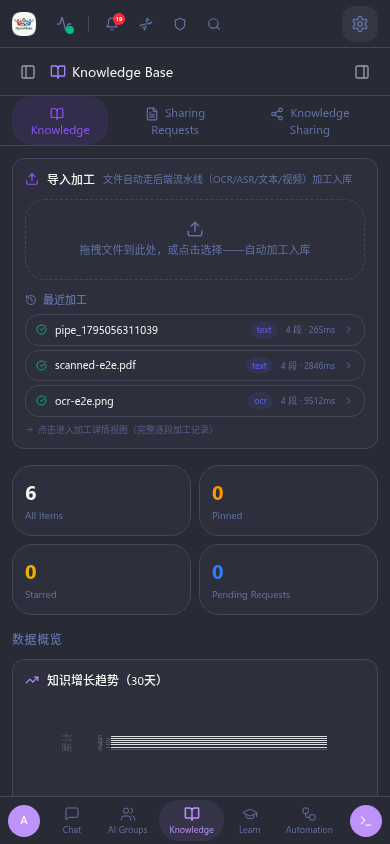 19
Knowledge Base
Knowledge
Sharing
Requests
Knowledge
Sharing
导入加工 文件自动走后端流水线（OCR/ASR/文本/视频）加工入库
拖拽文件到此处，或点击选择——自动加工入库
最近加工
pipe_1795056311039 text 4 段 · 265ms
scanned-e2e.pdf text 4 段 · 2846ms
ocr-e2e.png ocr 4 段 · 9512ms
→ 点击进入加工详情视图（完整逐段加工记录）
6
All items
0
Pinned
0
Starred
0
Pending Requests
数据概览
知识增长趋势（30天）
A
Chat
AI Groups
Knowledge
Learn
Automation